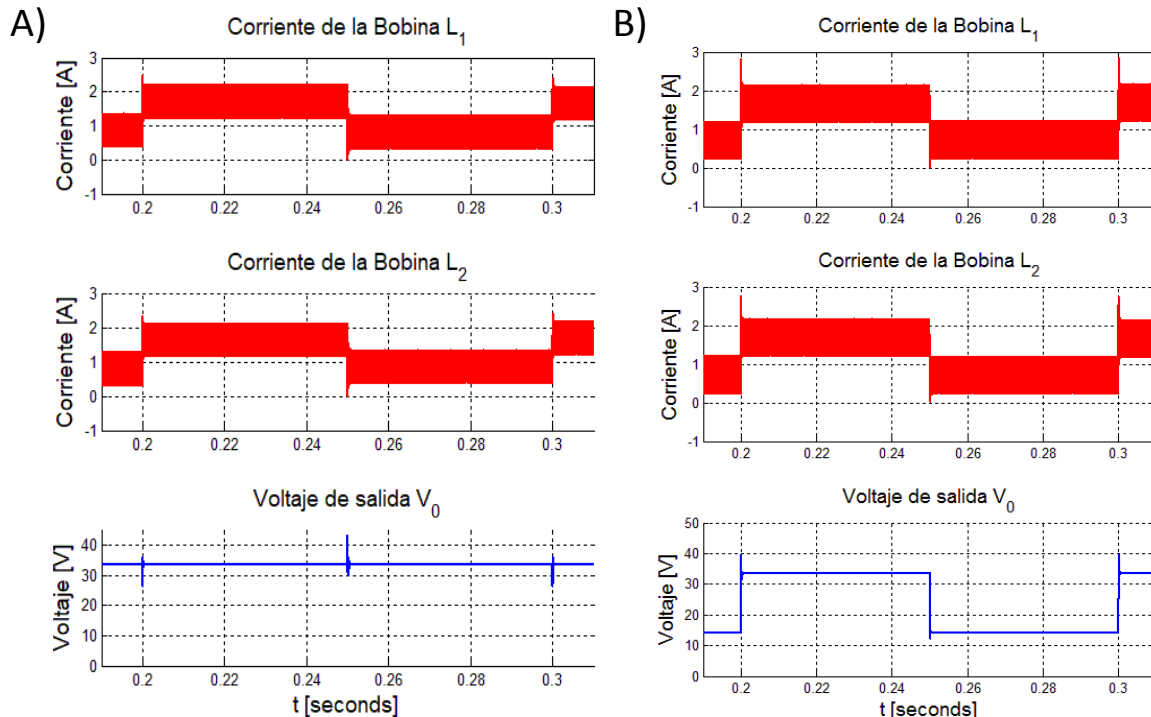 A)
Corriente de la Bobina L1
Corriente [A]
3
2
1
0
-1
0.2 0.22 0.24 0.26 0.28 0.3
Corriente de la Bobina L2
Corriente [A]
3
2
1
0
-1
0.2 0.22 0.24 0.26 0.28 0.3
Voltaje de salida V0
Voltaje [V]
40
30
20
10
0
0.2 0.22 0.24 0.26 0.28 0.3
t [seconds]
B)
Corriente de la Bobina L1
Corriente [A]
3
2
1
0
-1
0.2 0.22 0.24 0.26 0.28 0.3
Corriente de la Bobina L2
Corriente [A]
3
2
1
0
-1
0.2 0.22 0.24 0.26 0.28 0.3
Voltaje de salida V0
Voltaje [V]
50
40
30
20
10
0
0.2 0.22 0.24 0.26 0.28 0.3
t [seconds]